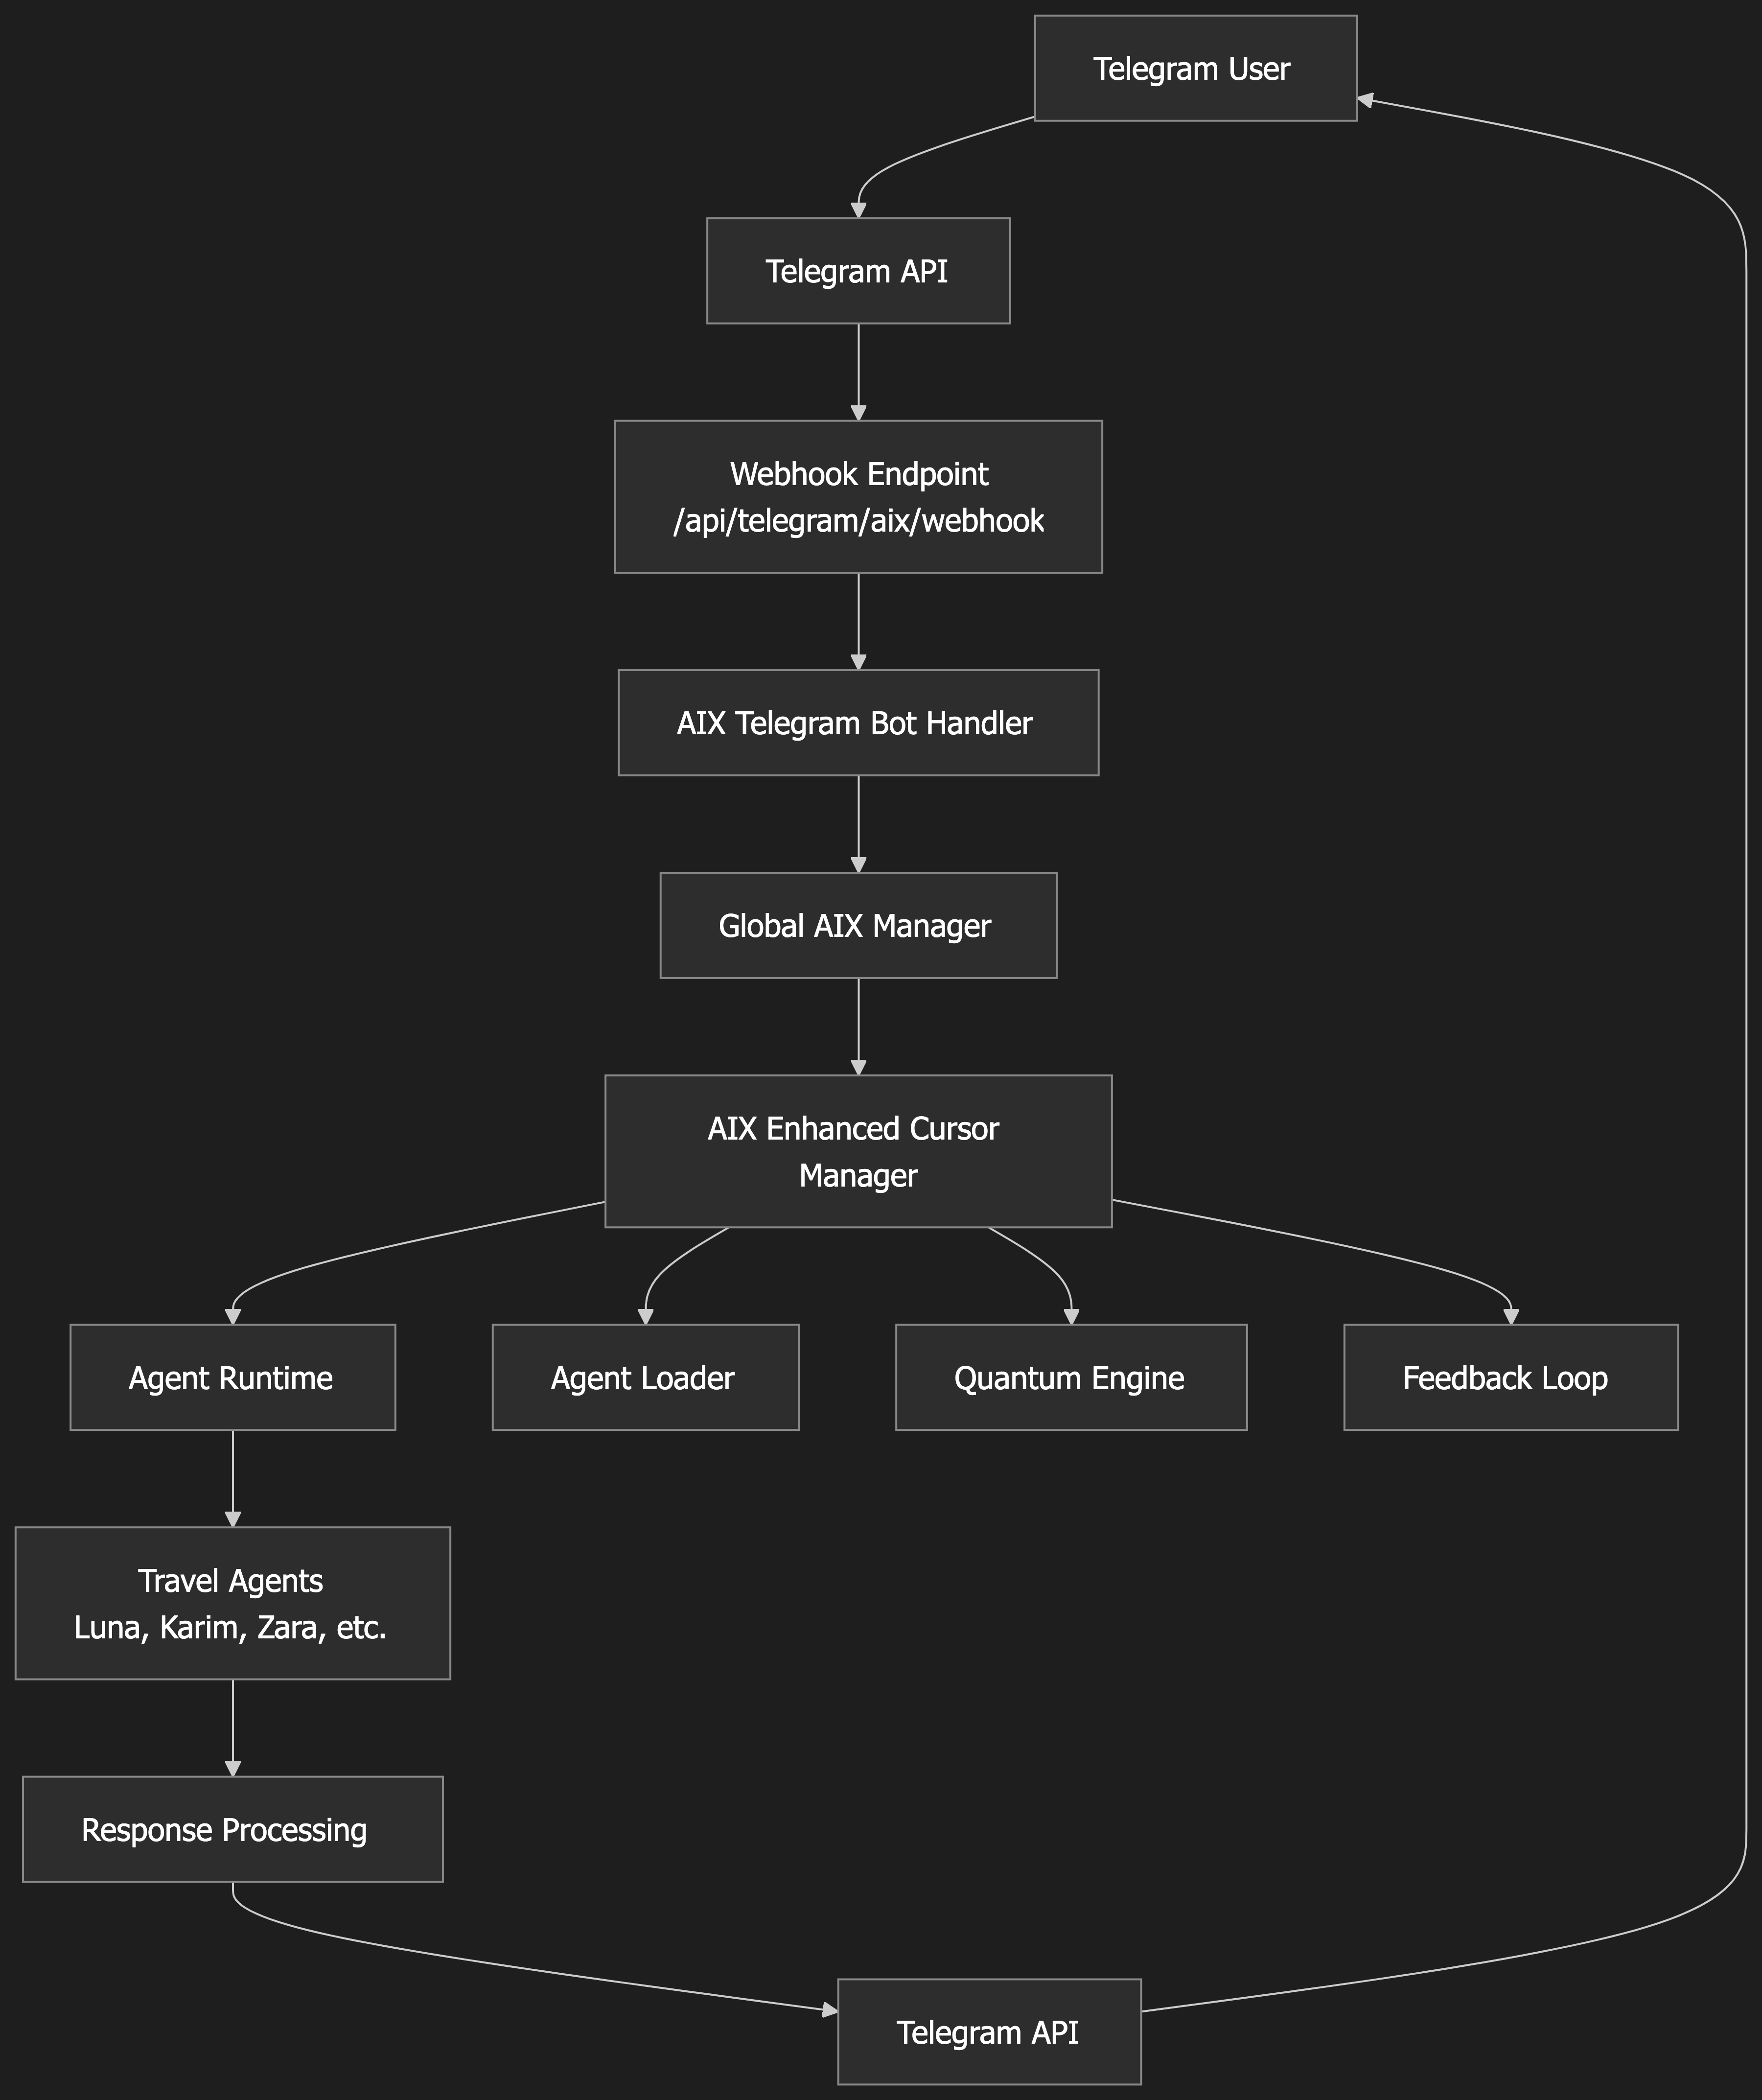 Telegram User
Telegram API
Webhook Endpoint
/api/telegram/aix/webhook
AIX Telegram Bot Handler
Global AIX Manager
AIX Enhanced Cursor
Manager
Agent Runtime
Agent Loader
Quantum Engine
Feedback Loop
Travel Agents
Luna, Karim, Zara, etc.
Response Processing
Telegram API